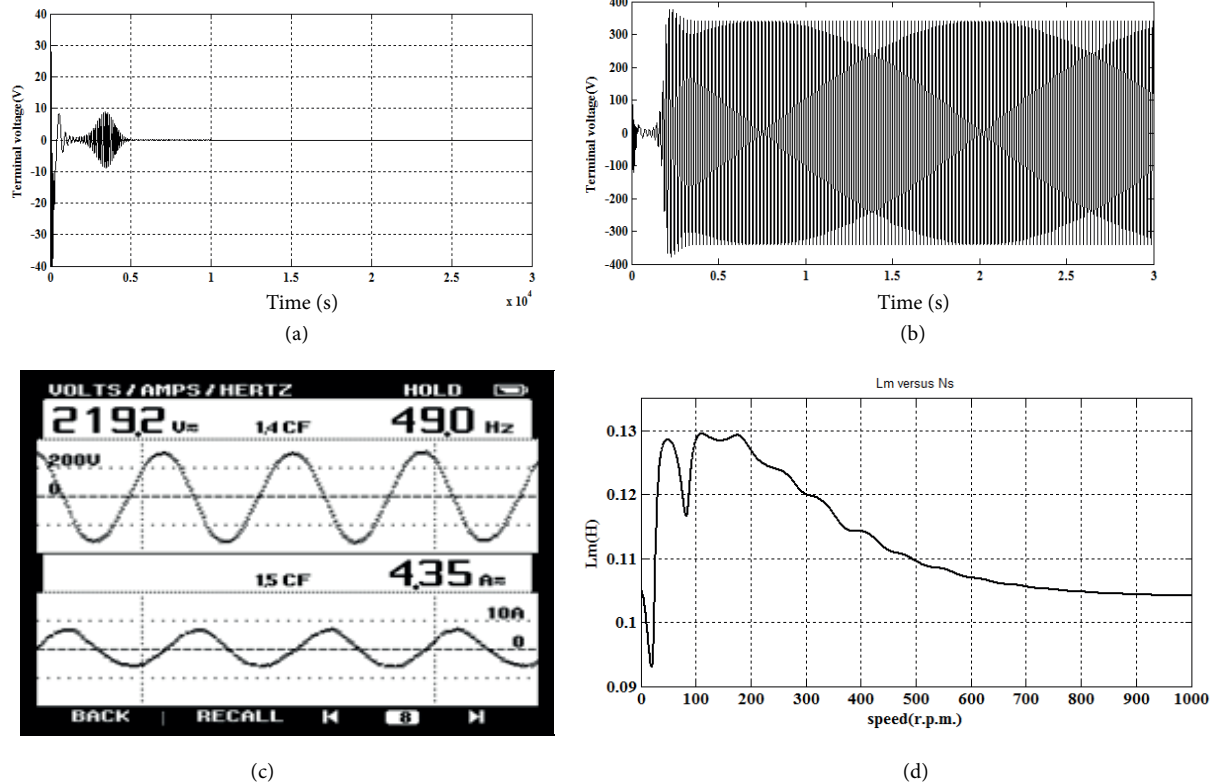 40
30
20
10
0
-10
-20
-30
-40
Terminal voltage(V)
0 0.5 1 1.5 2 2.5 3
x 10 4
Time (s)
(a)
400
300
200
100
0
-100
-200
-300
-400
Terminal voltage(V)
0 0.5 1 1.5 2 2.5 3
Time (s)
(b)
VOLTS / AMPS / HERTZ HOLD
219.2 V≂ 1.4 CF 49.0 Hz
200V
0
1.5 CF 4.35 A≂
10A
0
BACK | RECALL 8
(c)
Lm versus Ns
0.13
0.12
0.11
0.1
0.09
Lm(H)
0 100 200 300 400 500 600 700 800 900 1000
speed(r.p.m.)
(d)